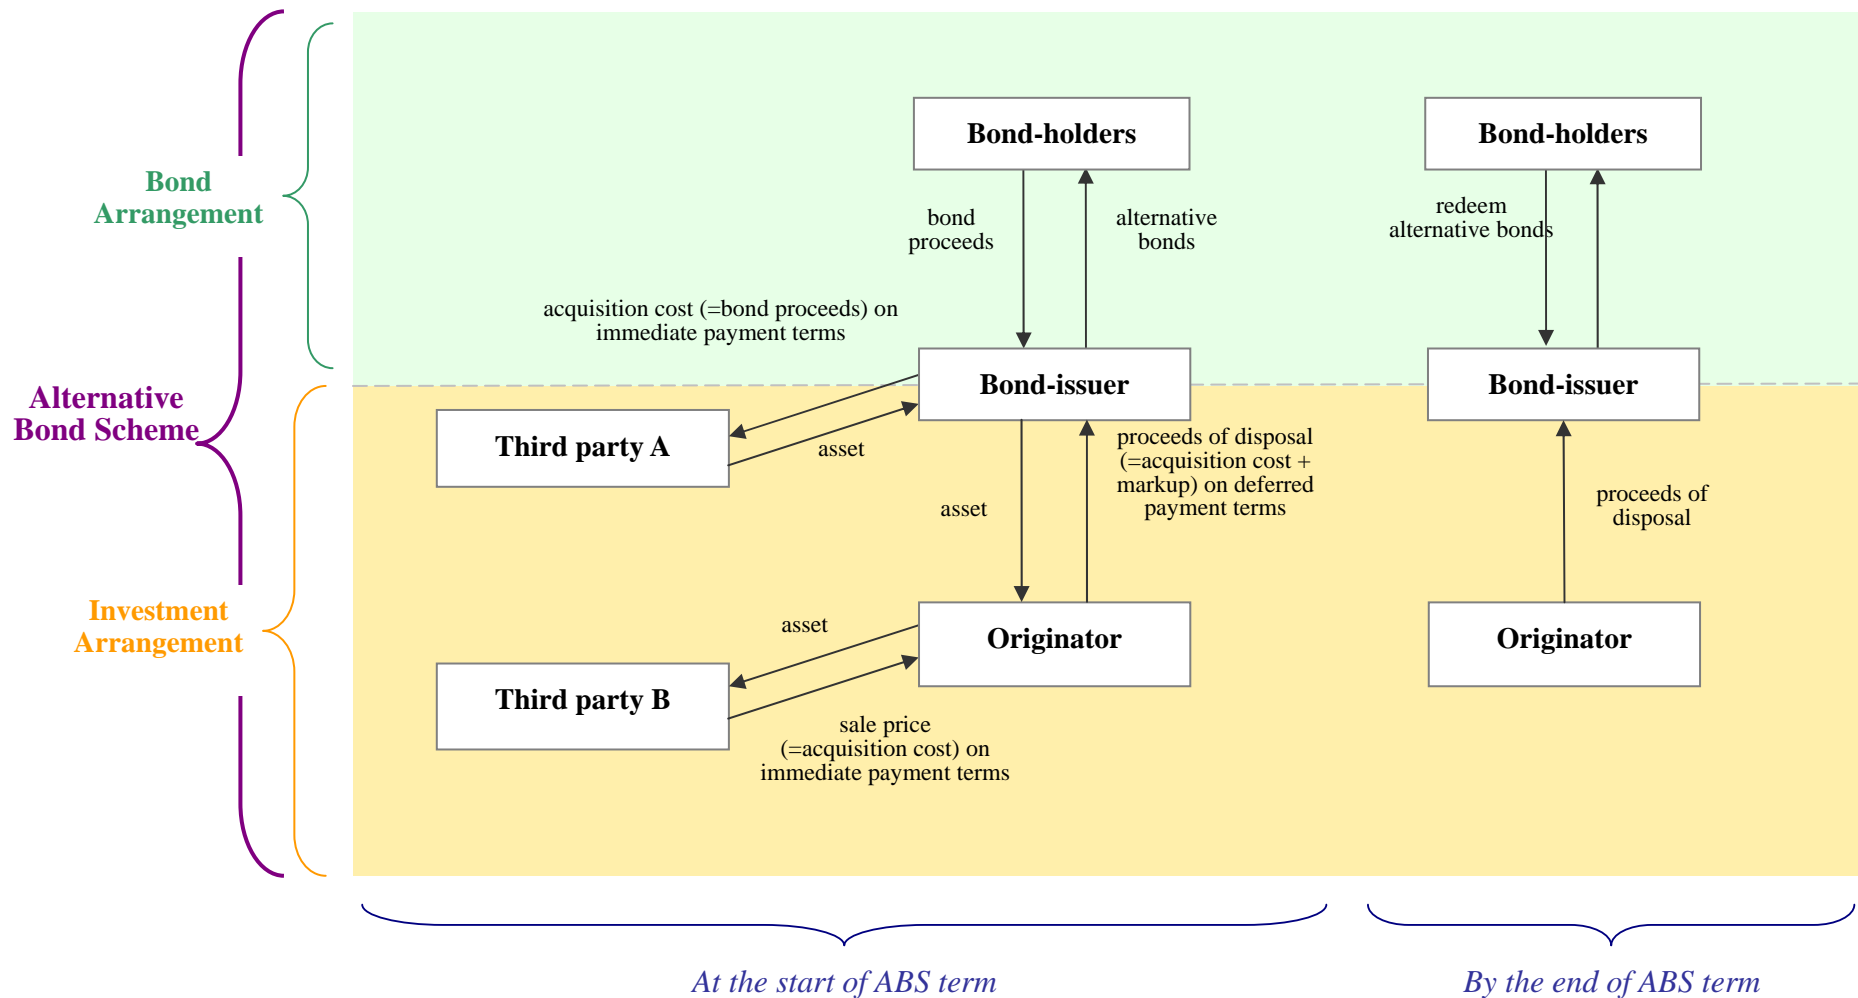 Bond-holders
Bond-holders
Bond
Arrangement
bond
proceeds
alternative
bonds
redeem
alternative bonds
acquisition cost (=bond proceeds) on
immediate payment terms
Bond-issuer
Bond-issuer
Alternative
Bond Scheme
Third party A
asset
proceeds of disposal
(=acquisition cost +
markup) on deferred
payment terms
asset
proceeds of
disposal
Investment
Arrangement
asset
Originator
Originator
Third party B
sale price
(=acquisition cost) on
immediate payment terms
At the start of ABS term
By the end of ABS term